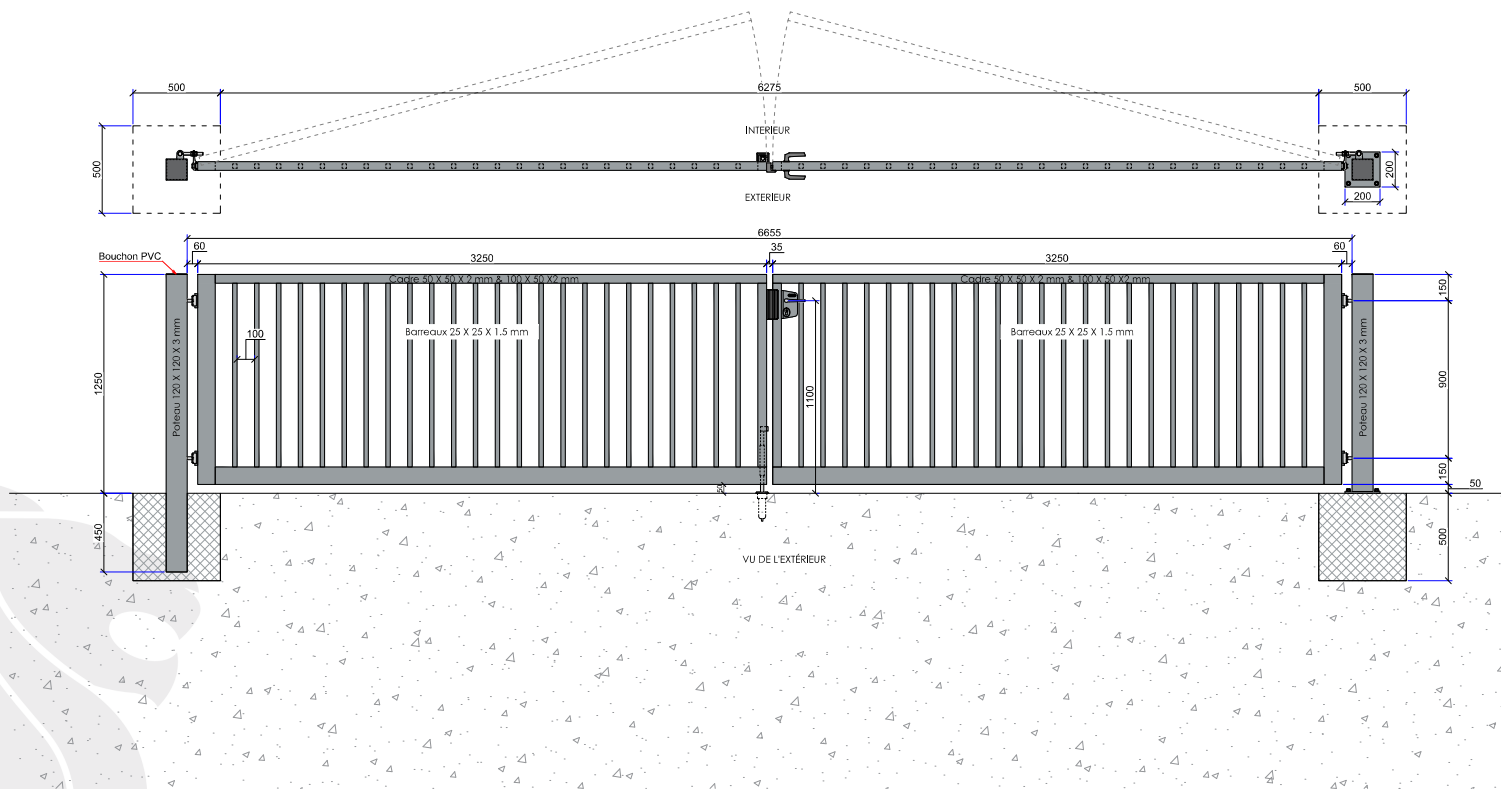 500
6275
500
INTERIEUR
500
200
200
EXTERIEUR
6655
60
35
60
Bouchon PVC
3250
3250
Cadre 50 X 50 X 2 mm & 100 X 50 X2 mm
Cadre 50 X 50 X 2 mm & 100 X 50 X2 mm
150
100
Barreaux 25 X 25 X 1.5 mm
Barreaux 25 X 25 X 1.5 mm
Poteau 120 X 120 X 3 mm
Poteau 120 X 120 X 3 mm
1250
1100
900
150
50
50
450
500
VU DE L'EXTÉRIEUR